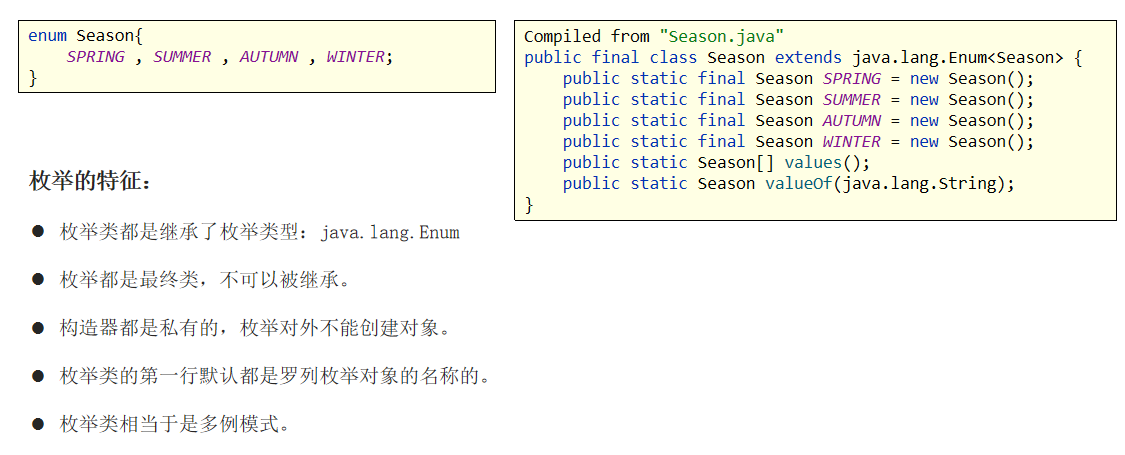 enum Season{
SPRING , SUMMER , AUTUMN , WINTER;
}
Compiled from "Season.java"
public final class Season extends java.lang.Enum<Season> {
public static final Season SPRING = new Season();
public static final Season SUMMER = new Season();
public static final Season AUTUMN = new Season();
public static final Season WINTER = new Season();
public static Season[] values();
public static Season valueOf(java.lang.String);
}
枚举的特征：
● 枚举类都是继承了枚举类型：java.lang.Enum
● 枚举都是最终类，不可以被继承。
● 构造器都是私有的，枚举对外不能创建对象。
● 枚举类的第一行默认都是罗列枚举对象的名称的。
● 枚举类相当于是多例模式。